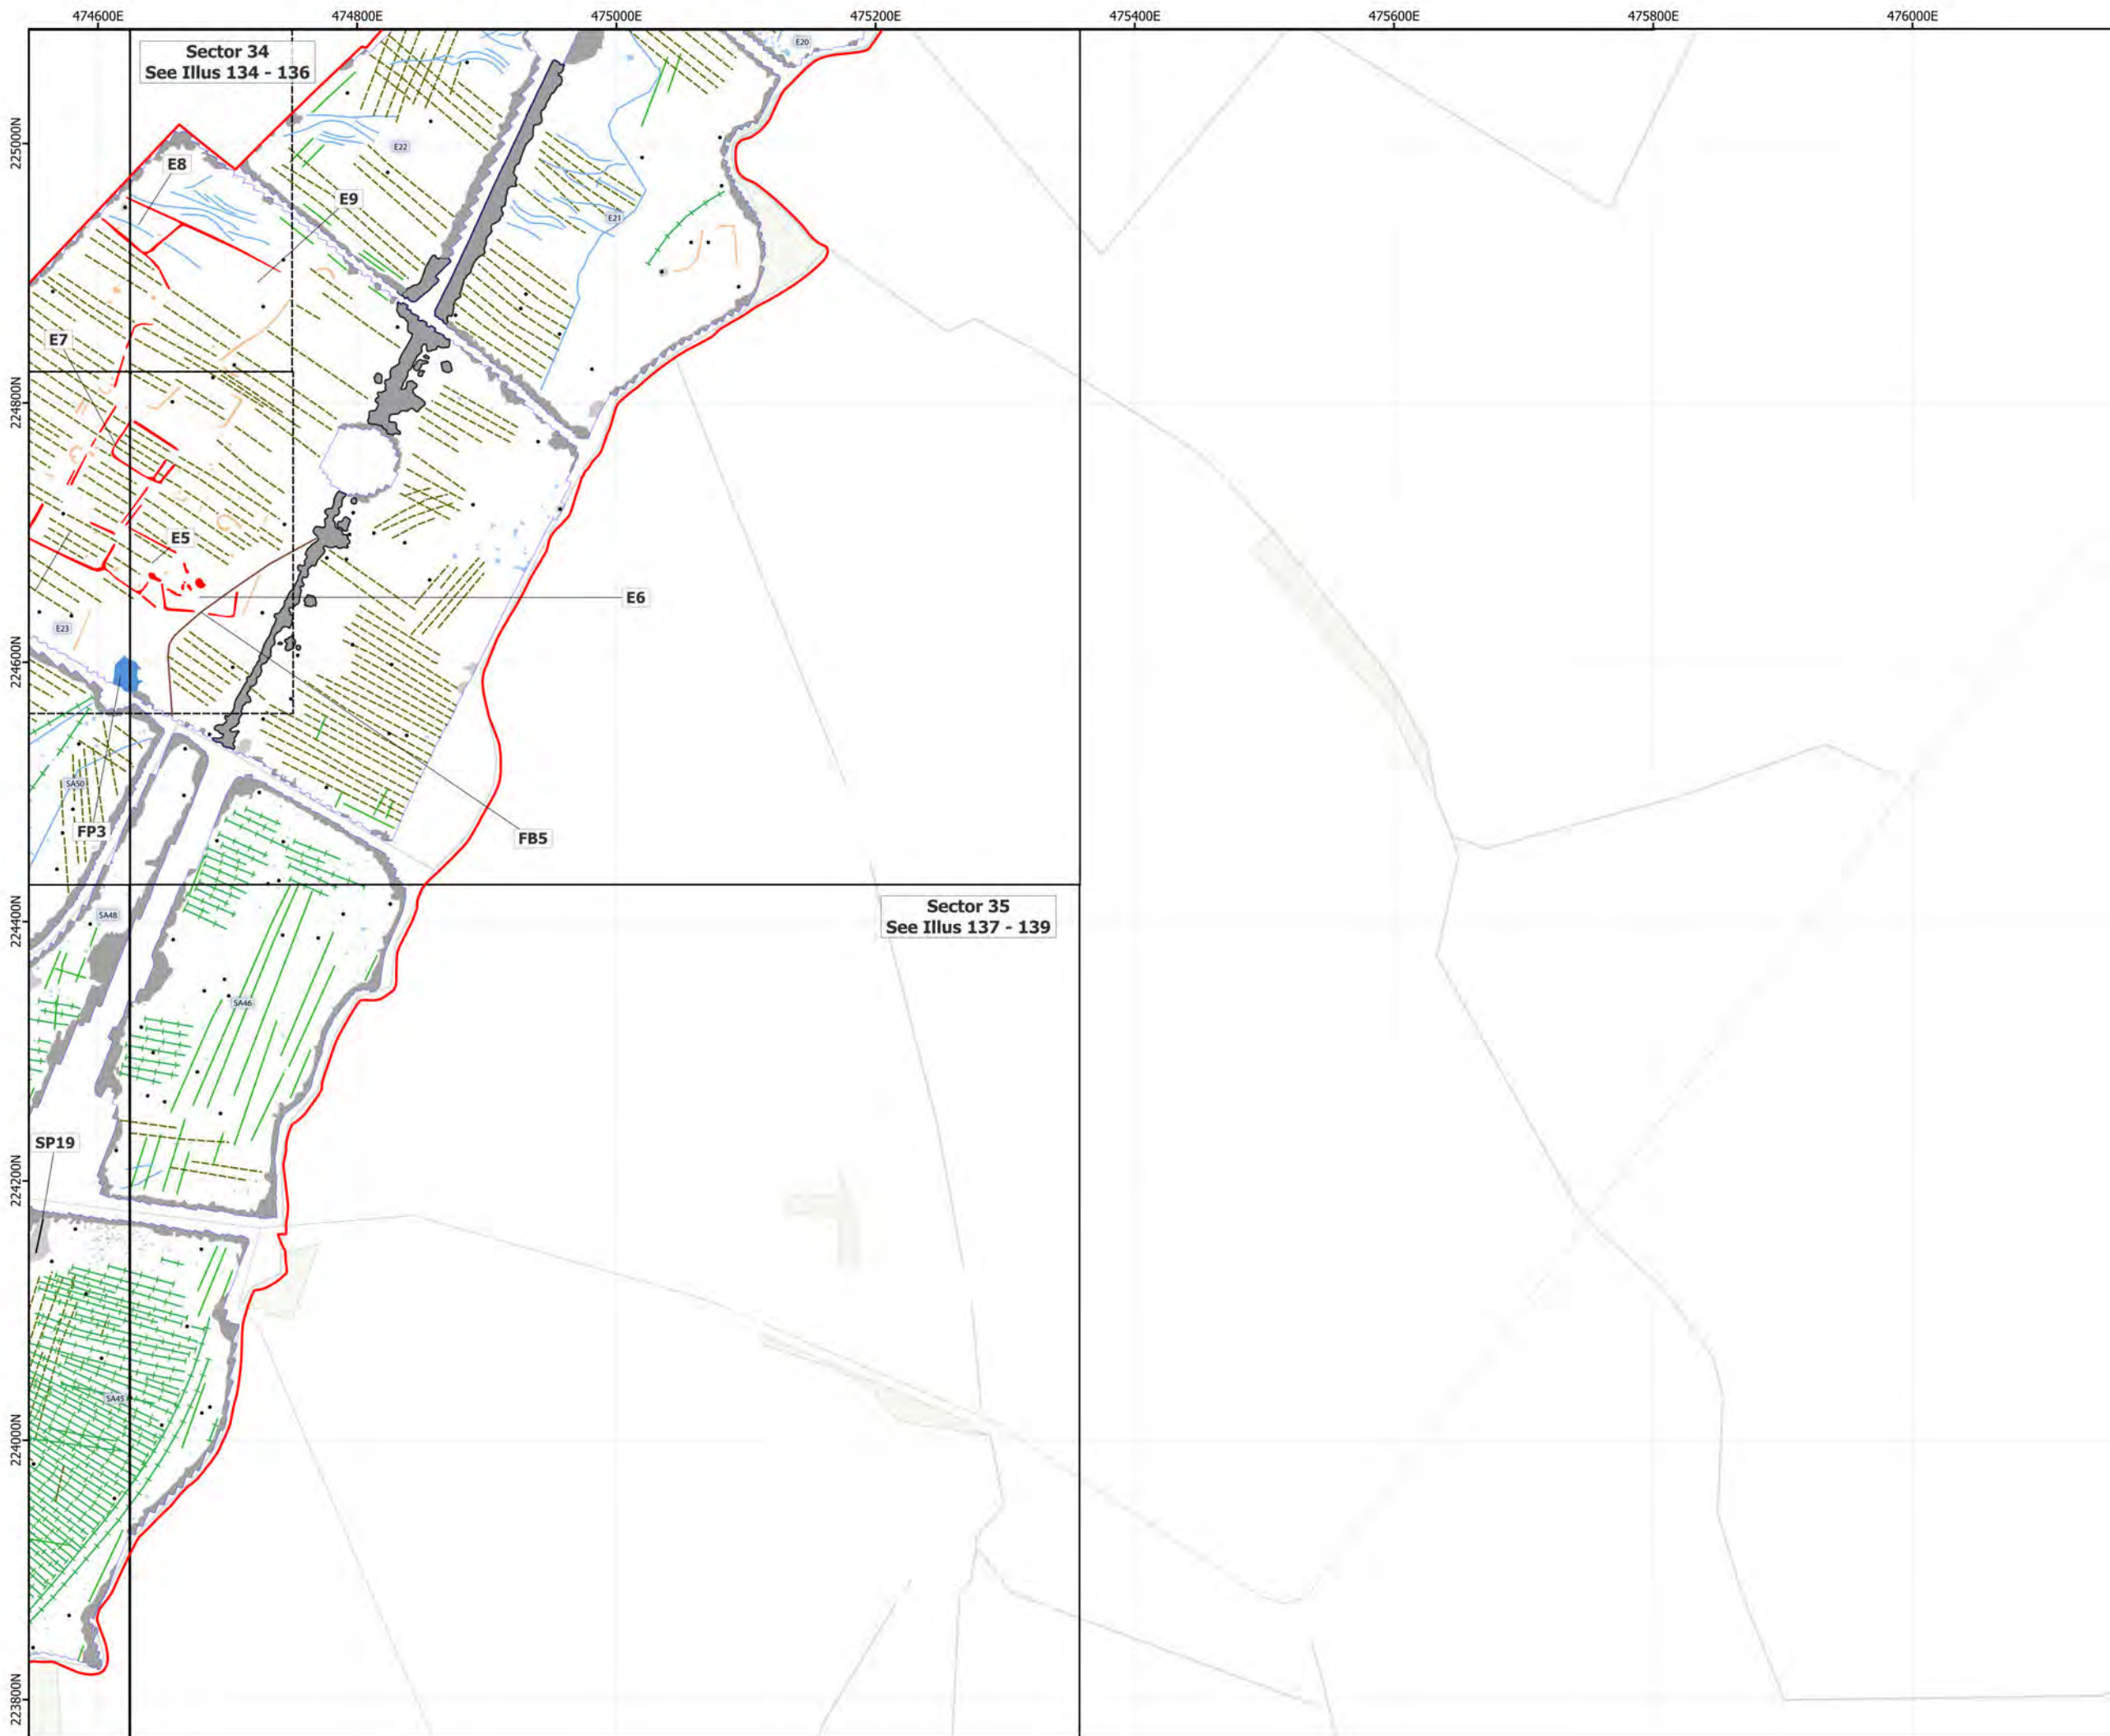 474600E 474800E 475000E 475200E 475400E 475600E 475800E 476000E
Sector 34
See Illus 134 - 136
E20
225000N
E22
E8
E9
E21
E7
224800N
E5
E6
E23
224600N
SA50
FP3
FB5
SA48
224400N
Sector 35
See Illus 137 - 139
SA46
SP19
224200N
SA45
224000N
223800N